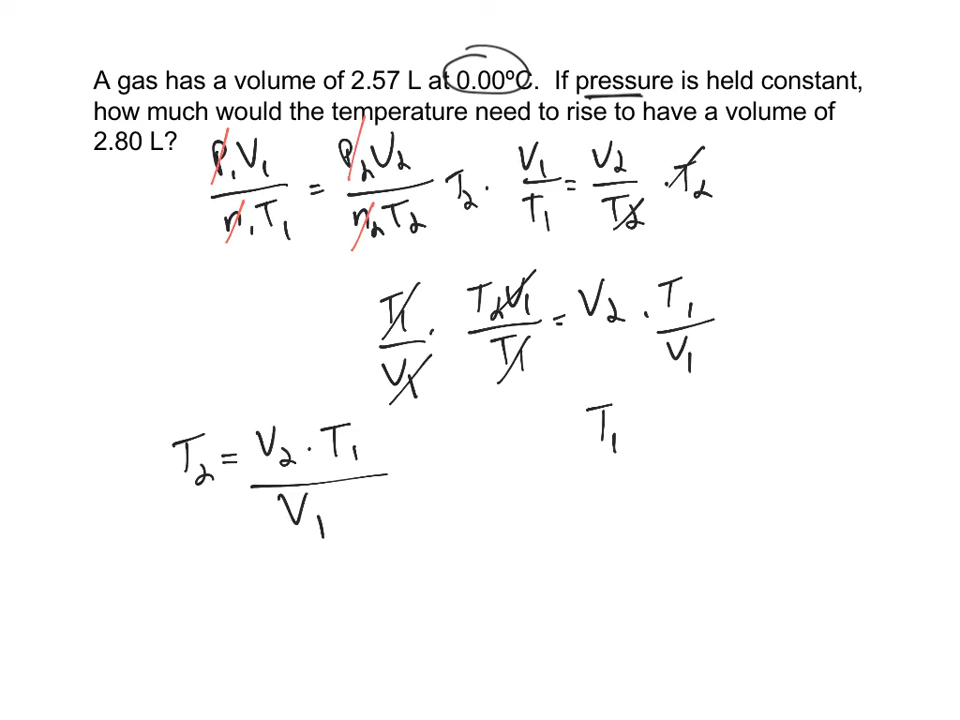 A gas has a volume of 2.57 L at 0.00ºC. If pressure is held constant,
how much would the temperature need to rise to have a volume of
2.80 L?
P₁V₁ / n₁T₁ = P₂V₂ / n₂T₂ T₂ · V₁ / T₁ = V₂ / T₂ · T₂
T₁ / V₁ · T₂V₁ / T₁ = V₂ · T₁ / V₁
T₁
T₂ = V₂ · T₁ / V₁